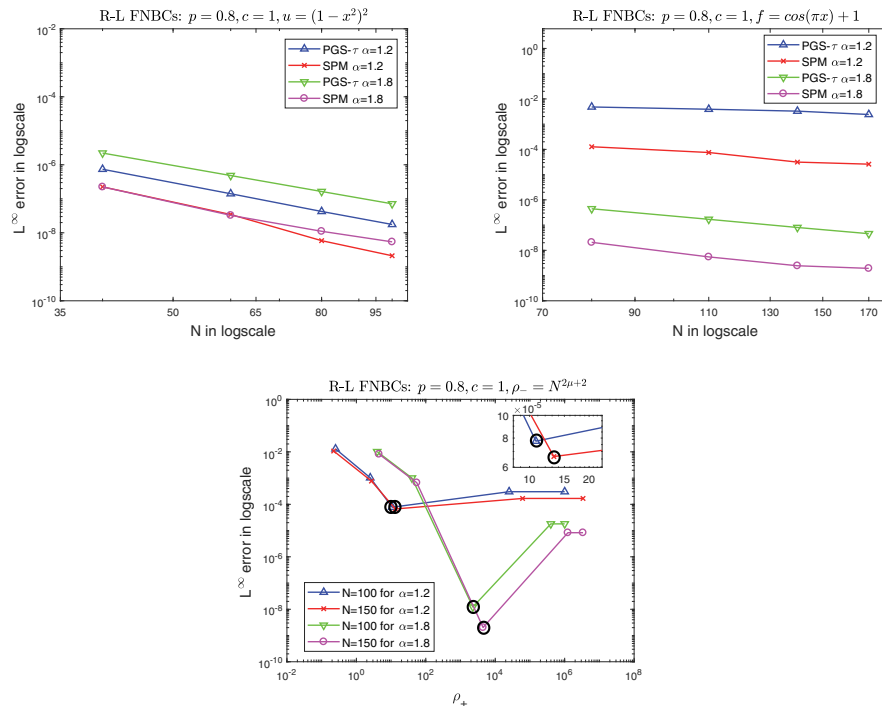 R-L FNBCs: p = 0.8, c = 1, u = (1 − x²)²
10⁻²
10⁻⁴
10⁻⁶
10⁻⁸
10⁻¹⁰
L^∞ error in logscale
PGS-τ α=1.2
SPM α=1.2
PGS-τ α=1.8
SPM α=1.8
35 50 65 80 95
N in logscale
R-L FNBCs: p = 0.8, c = 1, f = cos(πx) + 1
10⁰
10⁻²
10⁻⁴
10⁻⁶
10⁻⁸
10⁻¹⁰
L^∞ error in logscale
PGS-τ α=1.2
SPM α=1.2
PGS-τ α=1.8
SPM α=1.8
70 90 110 130 150 170
N in logscale
R-L FNBCs: p = 0.8, c = 1, ρ₋ = N^{2μ+2}
10⁰
10⁻²
10⁻⁴
10⁻⁶
10⁻⁸
10⁻¹⁰
L^∞ error in logscale
10 × 10⁻⁵
8
6
10 15 20
N=100 for α=1.2
N=150 for α=1.2
N=100 for α=1.8
N=150 for α=1.8
10⁻² 10⁰ 10² 10⁴ 10⁶ 10⁸
ρ₊